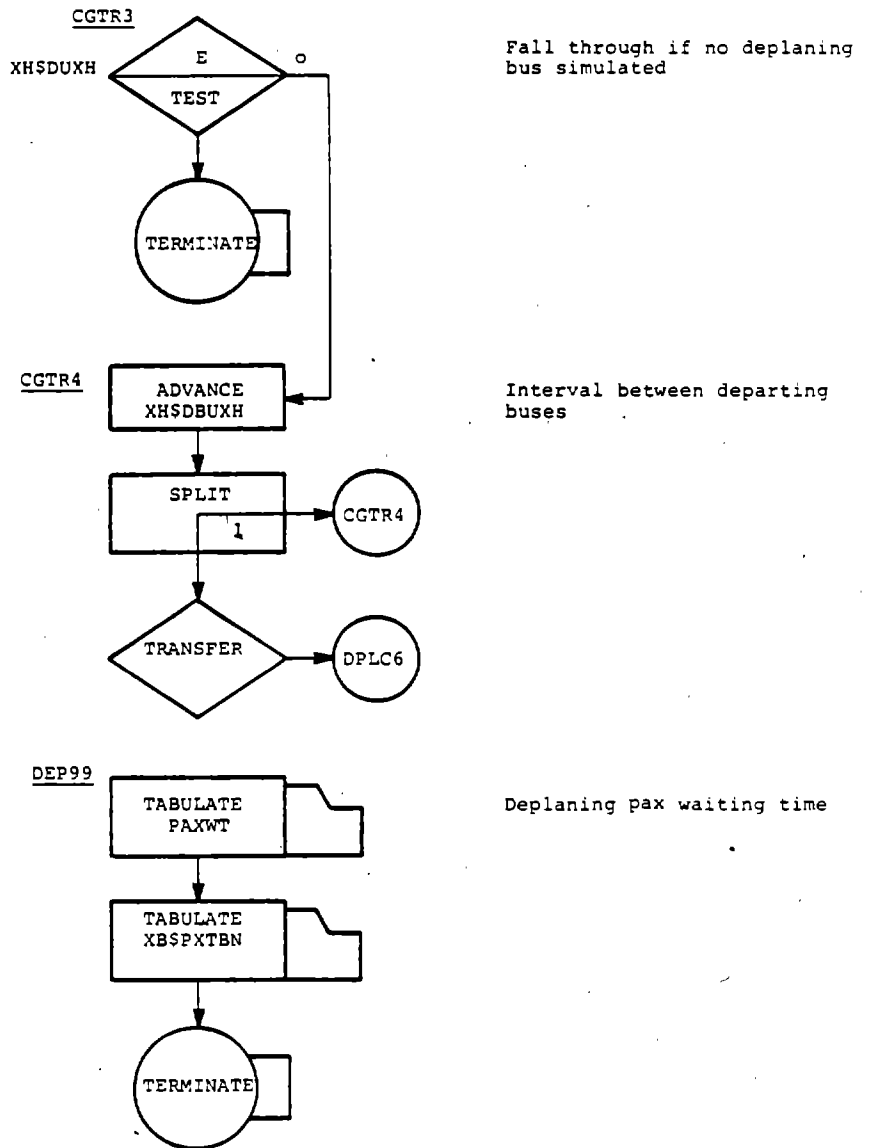 CGTR3
XH$DUXH
E
O
TEST
Fall through if no deplaning
bus simulated
TERMINATE
CGTR4
ADVANCE
XH$DBUXH
Interval between departing
buses
SPLIT
1
CGTR4
TRANSFER
DPLC6
DEP99
TABULATE
PAXWT
Deplaning pax waiting time
TABULATE
XB$PXTBN
TERMINATE